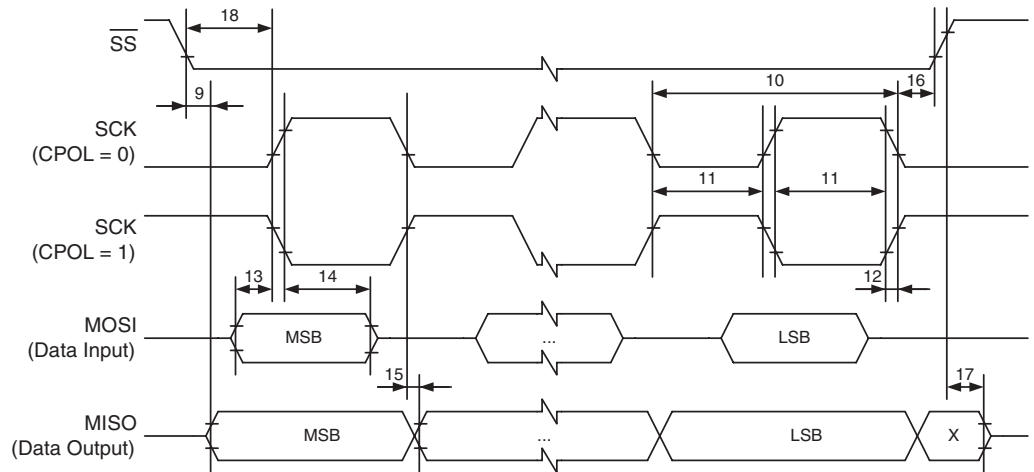 18
SS
9
10
16
SCK
(CPOL = 0)
11
11
SCK
(CPOL = 1)
13
14
12
MOSI
(Data Input)
MSB
...
LSB
15
17
MISO
(Data Output)
MSB
...
LSB
X